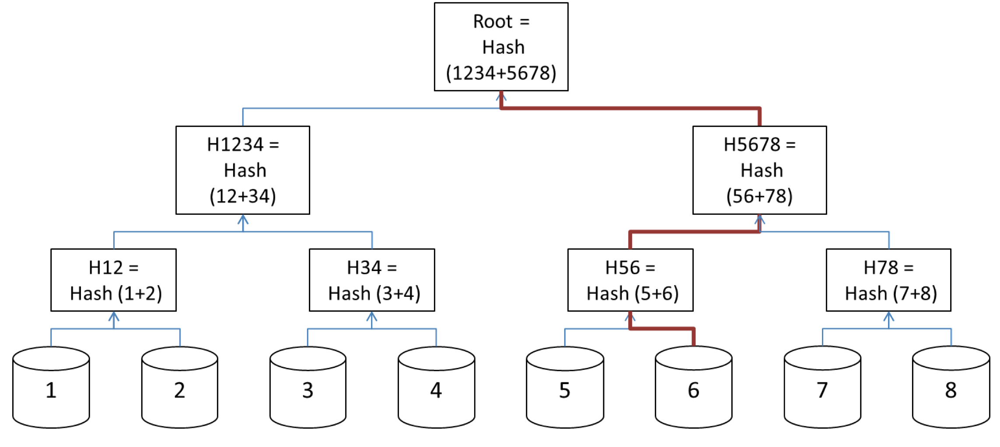 Root =
Hash
(1234+5678)
H1234 =
Hash
(12+34)
H5678 =
Hash
(56+78)
H12 =
Hash (1+2)
H34 =
Hash (3+4)
H56 =
Hash (5+6)
H78 =
Hash (7+8)
1
2
3
4
5
6
7
8